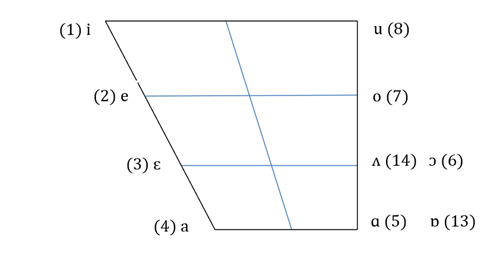 (1) i u (8)
(2) e o (7)
(3) ɛ ʌ (14) ɔ (6)
(4) a ɑ (5) ɒ (13)